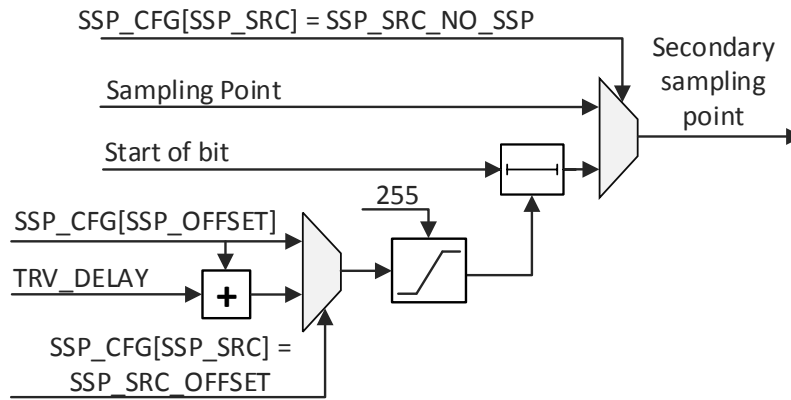 SSP_CFG[SSP_SRC] = SSP_SRC_NO_SSP
Secondary
sampling
point
Sampling Point
Start of bit
255
SSP_CFG[SSP_OFFSET]
TRV_DELAY
+
SSP_CFG[SSP_SRC] =
SSP_SRC_OFFSET